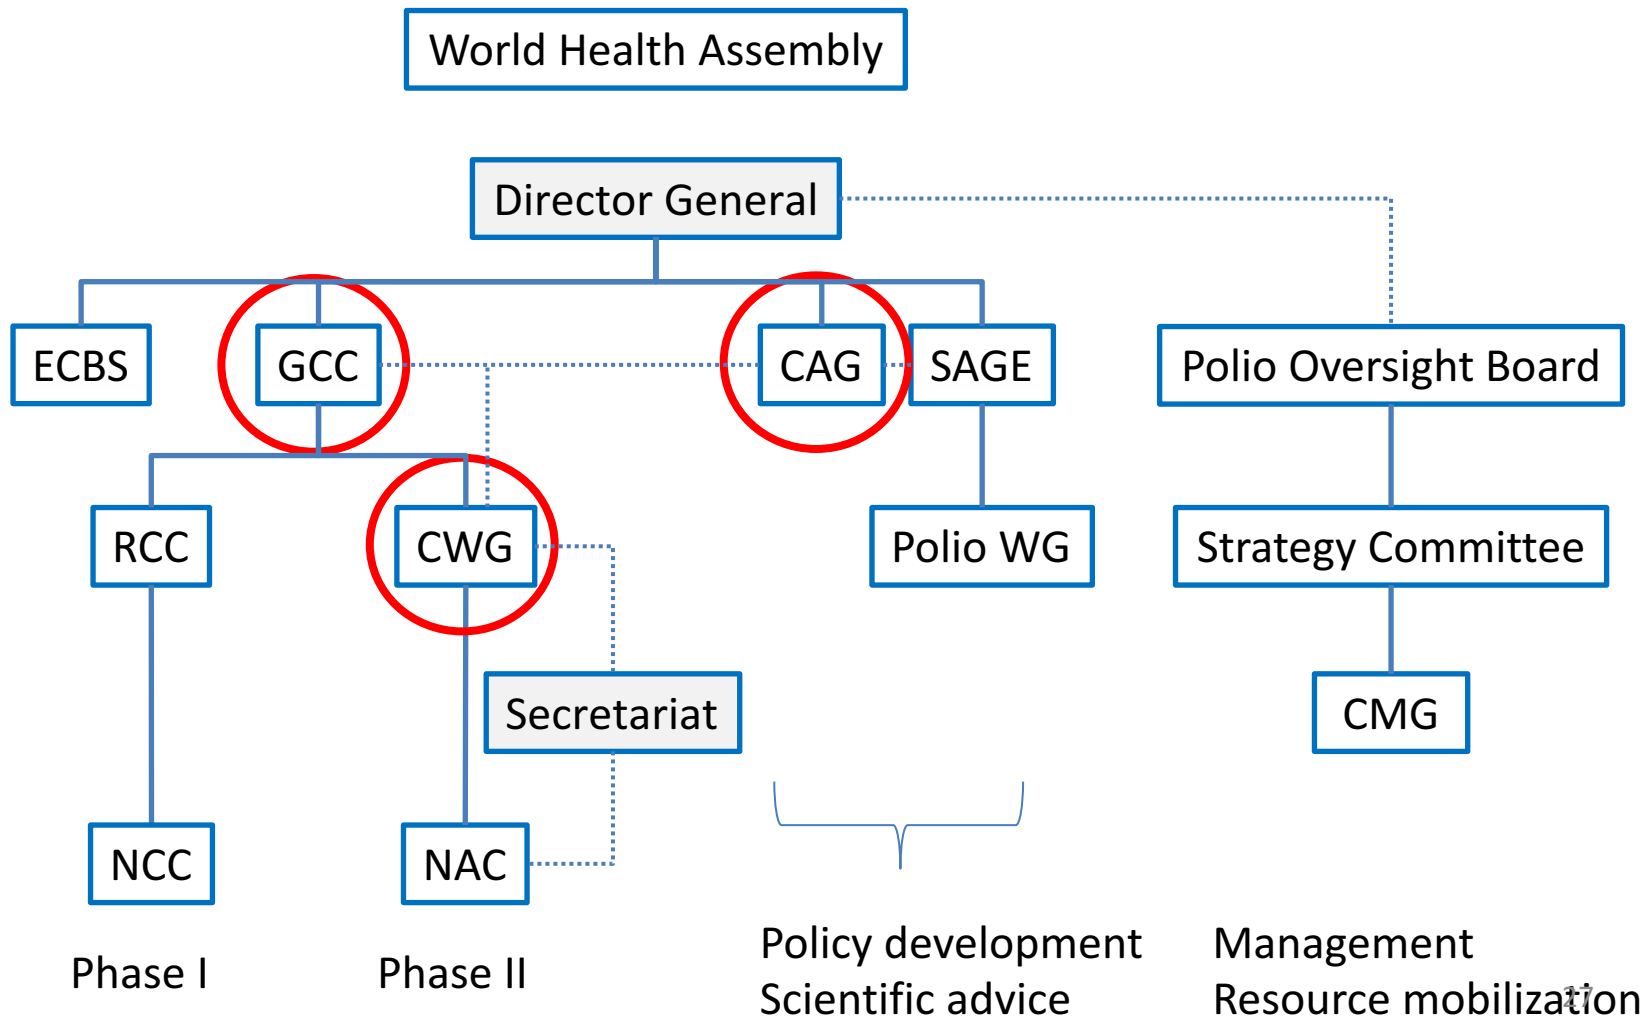 World Health Assembly
Director General
ECBS
GCC
CAG
SAGE
Polio Oversight Board
RCC
CWG
Polio WG
Strategy Committee
Secretariat
CMG
NCC
NAC
Phase I
Phase II
Policy development
Scientific advice
Management
Resource mobilization
27